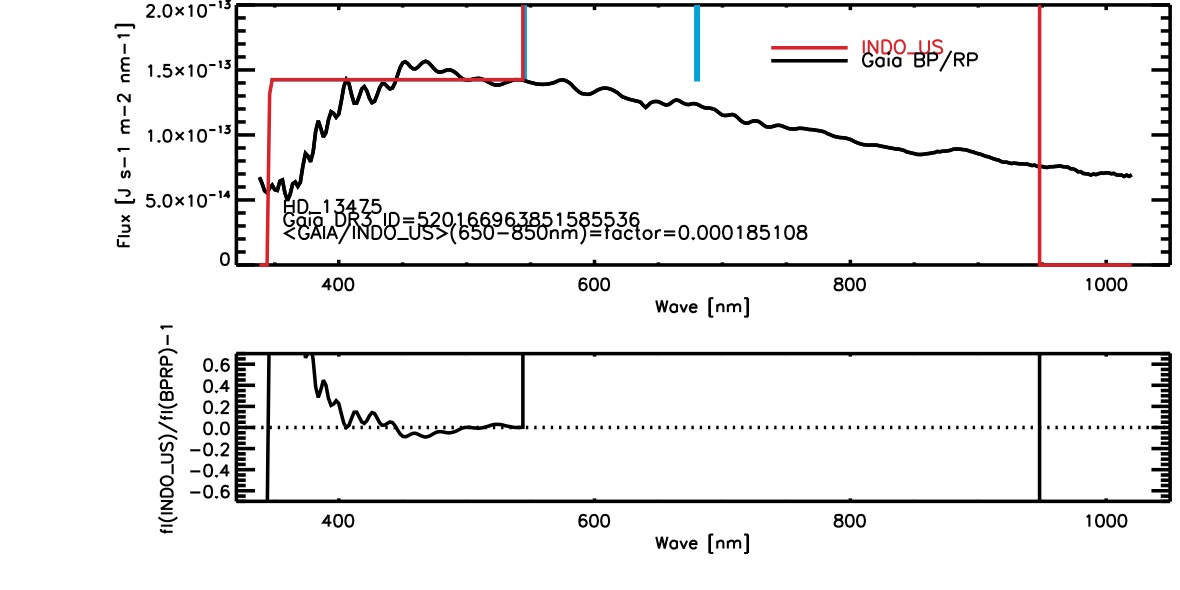 2.0×10−13
1.5×10−13
1.0×10−13
5.0×10−14
0
Flux [J s−1 m−2 nm−1]
INDO_US
Gaia BP/RP
HD_13475
Gaia DR3 ID=520166963851585536
<GAIA/INDO_US>(650−850nm)=factor=0.000185108
400 600 800 1000
Wave [nm]
fl(INDO_US)/fl(BPRP)−1
0.6
0.4
0.2
0.0
−0.2
−0.4
−0.6
400 600 800 1000
Wave [nm]